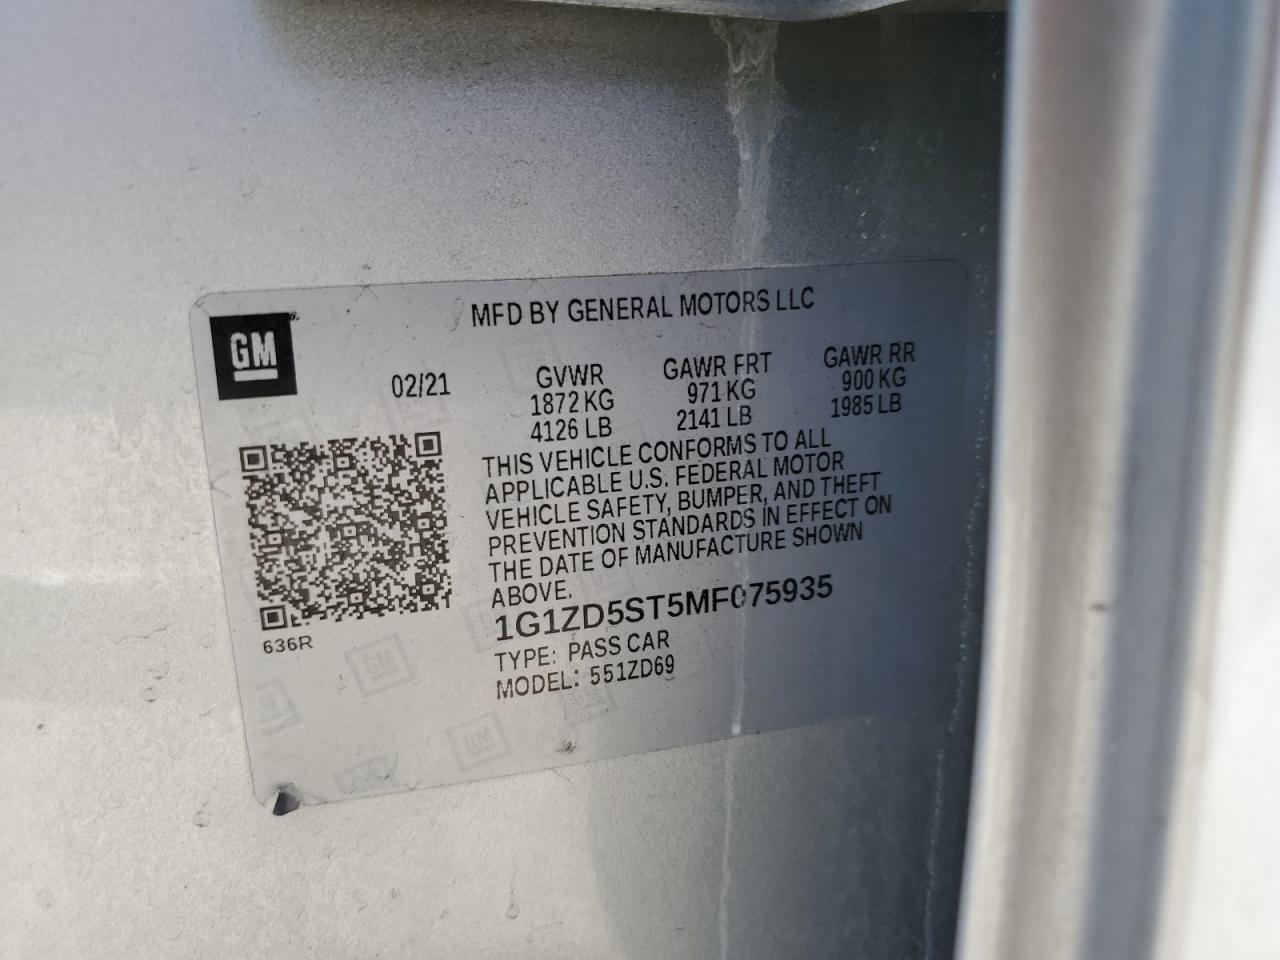 MFD BY GENERAL MOTORS LLC
GM
02/21 GVWR GAWR FRT GAWR RR
1872 KG 971 KG 900 KG
4126 LB 2141 LB 1985 LB
THIS VEHICLE CONFORMS TO ALL
APPLICABLE U.S. FEDERAL MOTOR
VEHICLE SAFETY, BUMPER, AND THEFT
PREVENTION STANDARDS IN EFFECT ON
THE DATE OF MANUFACTURE SHOWN
ABOVE.
1G1ZD5ST5MF075935
636R
TYPE: PASS CAR
MODEL: 551ZD69